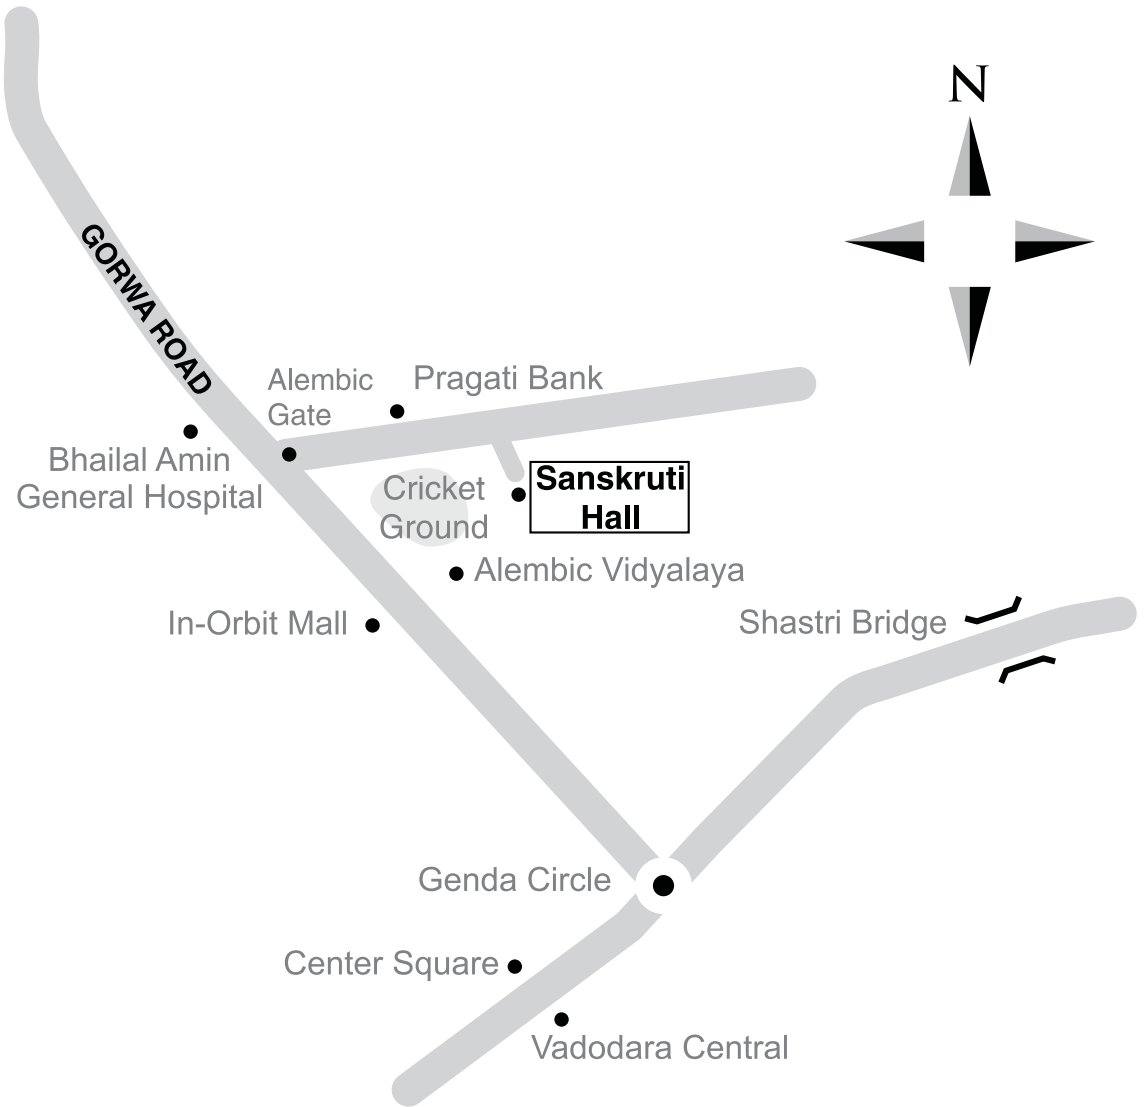 N
GORWA ROAD
Alembic
Gate
Pragati Bank
Bhailal Amin
General Hospital
Cricket
Ground
Sanskruti
Hall
Alembic Vidyalaya
In-Orbit Mall
Shastri Bridge
Genda Circle
Center Square
Vadodara Central